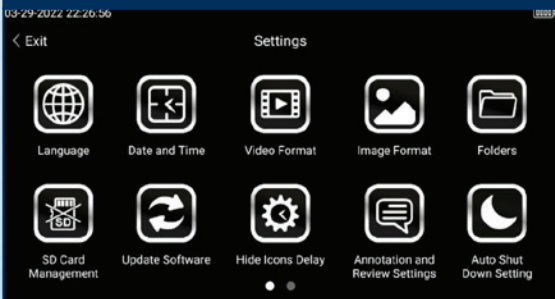 03-29-2022 22:26:56
< Exit Settings
Language Date and Time Video Format Image Format Folders
SD
SD Card Update Software Hide Icons Delay Annotation and Auto Shut
Management Review Settings Down Setting